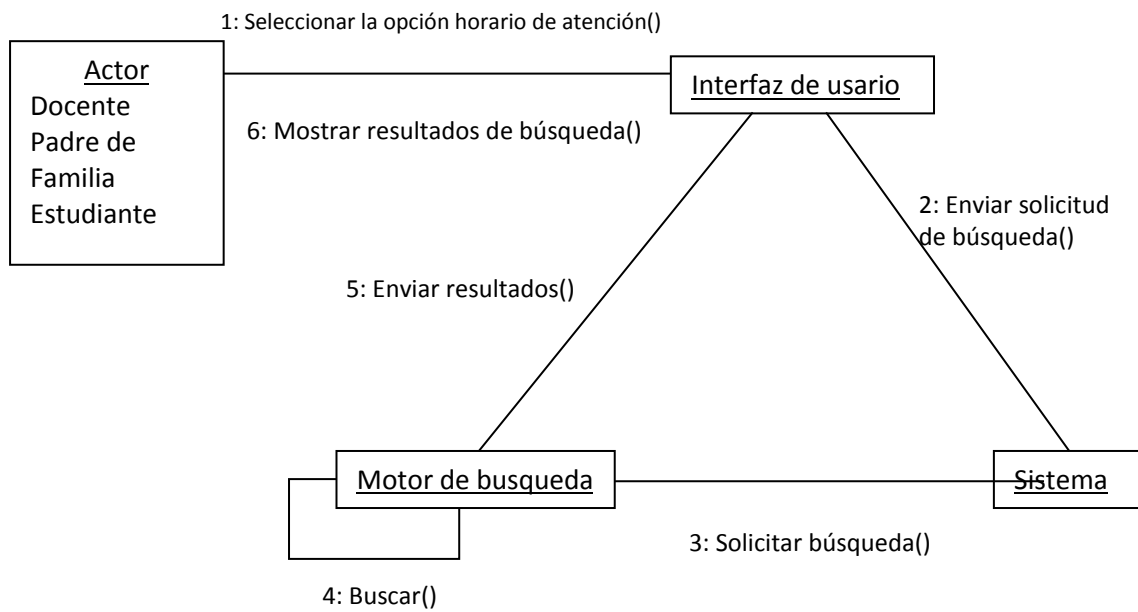 1: Seleccionar la opción horario de atención()
Actor
Docente
Padre de
Familia
Estudiante
Interfaz de usario
6: Mostrar resultados de búsqueda()
2: Enviar solicitud
de búsqueda()
5: Enviar resultados()
Motor de busqueda
Sistema
3: Solicitar búsqueda()
4: Buscar()